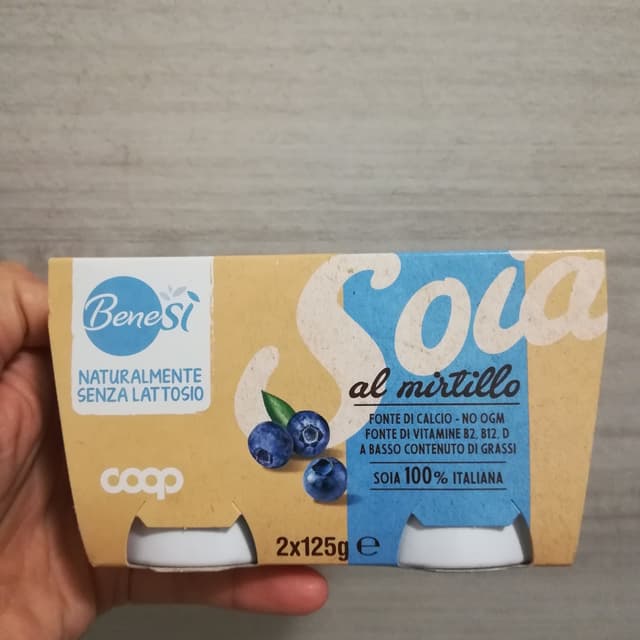 BeneSì
NATURALMENTE
SENZA LATTOSIO
coop
Soia
al mirtillo
FONTE DI CALCIO - NO OGM
FONTE DI VITAMINE B2, B12, D
A BASSO CONTENUTO DI GRASSI
SOIA 100% ITALIANA
2x125g ℮